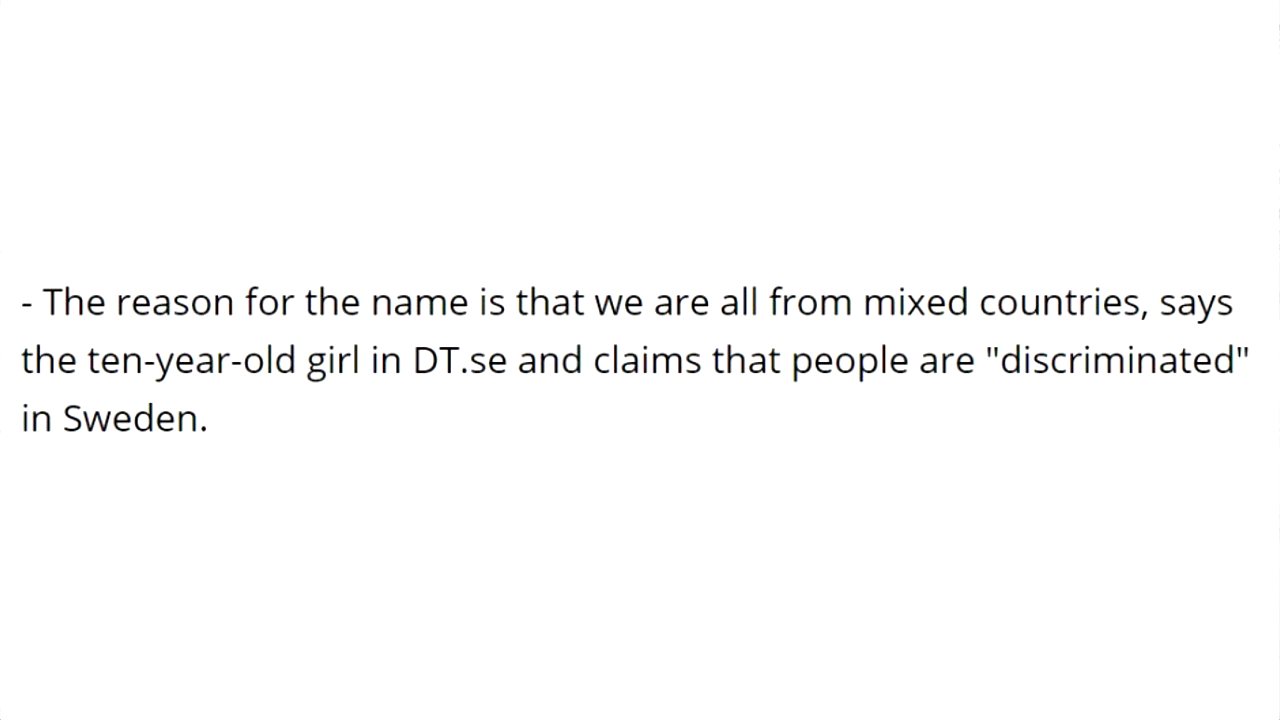 - The reason for the name is that we are all from mixed countries, says
the ten-year-old girl in DT.se and claims that people are "discriminated"
in Sweden.